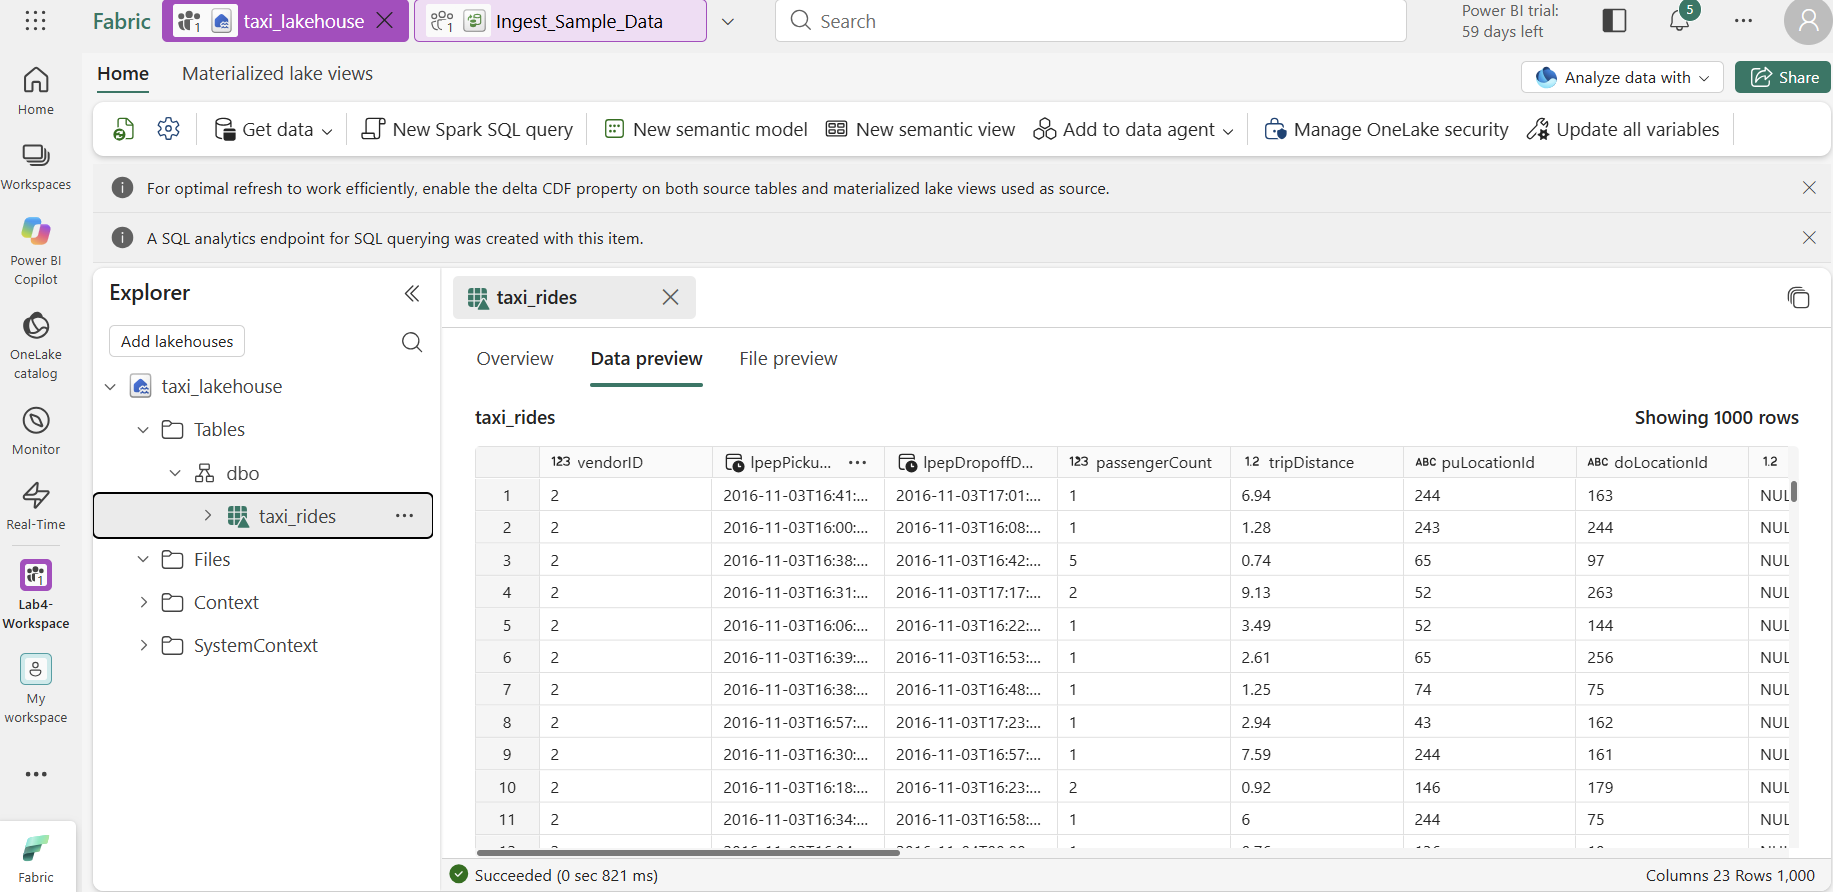 Fabric
taxi_lakehouse
Ingest_Sample_Data
Search
Power BI trial:
59 days left
5
Home
Materialized lake views
Analyze data with
Share
Get data
New Spark SQL query
New semantic model
New semantic view
Add to data agent
Manage OneLake security
Update all variables
For optimal refresh to work efficiently, enable the delta CDF property on both source tables and materialized lake views used as source.
A SQL analytics endpoint for SQL querying was created with this item.
Home
Workspaces
Power BI
Copilot
OneLake
catalog
Monitor
Real-Time
Lab4-
Workspace
My
workspace
Fabric
Explorer
Add lakehouses
taxi_lakehouse
Tables
dbo
taxi_rides
Files
Context
SystemContext
taxi_rides
Overview
Data preview
File preview
taxi_rides
Showing 1000 rows
123 vendorID lpepPicku... lpepDropoffD... 123 passengerCount 1.2 tripDistance ABC puLocationId ABC doLocationId 1.2
1 2 2016-11-03T16:41:... 2016-11-03T17:01:... 1 6.94 244 163 NUL
2 2 2016-11-03T16:00:... 2016-11-03T16:08:... 1 1.28 243 244 NUL
3 2 2016-11-03T16:38:... 2016-11-03T16:42:... 5 0.74 65 97 NUL
4 2 2016-11-03T16:31:... 2016-11-03T17:17:... 2 9.13 52 263 NUL
5 2 2016-11-03T16:06:... 2016-11-03T16:22:... 1 3.49 52 144 NUL
6 2 2016-11-03T16:39:... 2016-11-03T16:53:... 1 2.61 65 256 NUL
7 2 2016-11-03T16:38:... 2016-11-03T16:48:... 1 1.25 74 75 NUL
8 2 2016-11-03T16:57:... 2016-11-03T17:23:... 1 2.94 43 162 NUL
9 2 2016-11-03T16:30:... 2016-11-03T16:57:... 1 7.59 244 161 NUL
10 2 2016-11-03T16:18:... 2016-11-03T16:23:... 2 0.92 146 179 NUL
11 2 2016-11-03T16:34:... 2016-11-03T16:58:... 1 6 244 75 NUL
Succeeded (0 sec 821 ms)
Columns 23 Rows 1,000